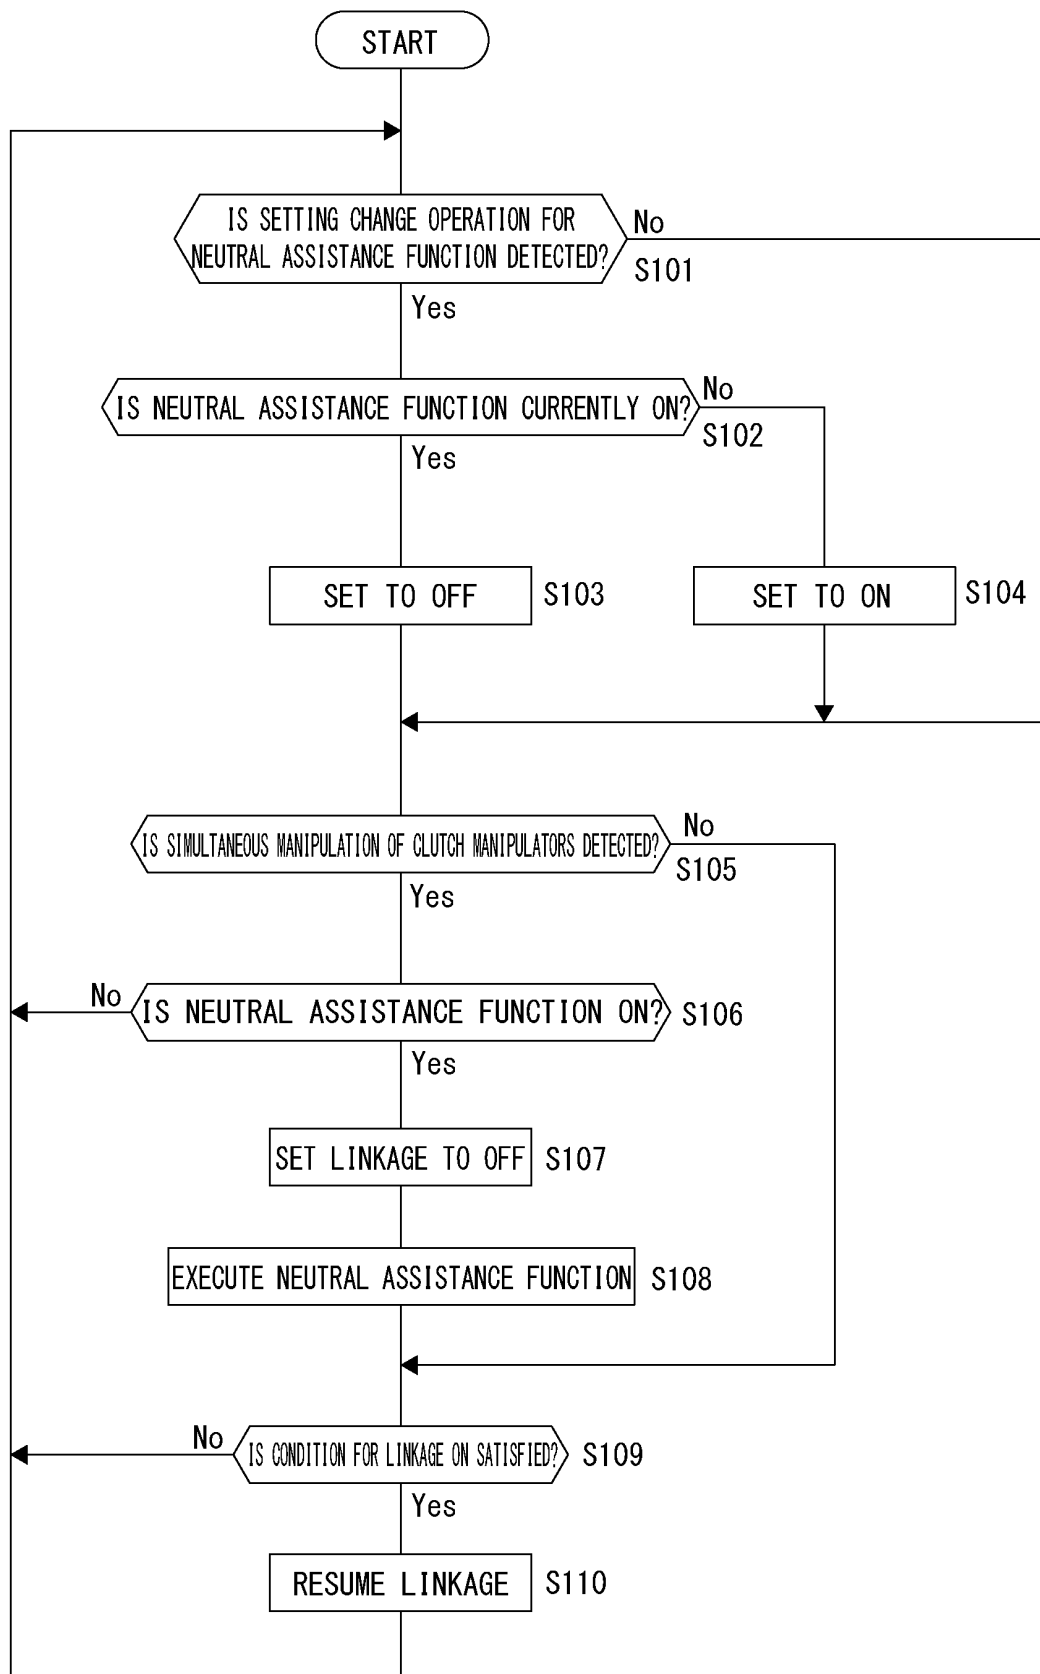 START
IS SETTING CHANGE OPERATION FOR
NEUTRAL ASSISTANCE FUNCTION DETECTED?
No
S101
Yes
IS NEUTRAL ASSISTANCE FUNCTION CURRENTLY ON?
No
S102
Yes
SET TO OFF
S103
SET TO ON
S104
IS SIMULTANEOUS MANIPULATION OF CLUTCH MANIPULATORS DETECTED?
No
S105
Yes
No
IS NEUTRAL ASSISTANCE FUNCTION ON?
S106
Yes
SET LINKAGE TO OFF
S107
EXECUTE NEUTRAL ASSISTANCE FUNCTION
S108
No
IS CONDITION FOR LINKAGE ON SATISFIED?
S109
Yes
RESUME LINKAGE
S110